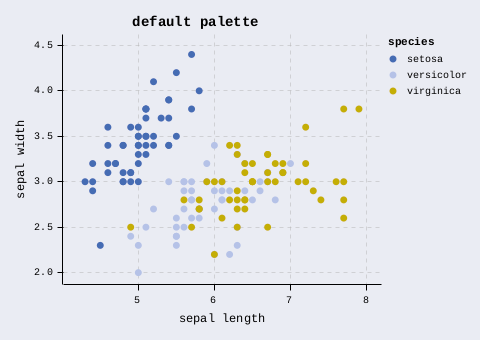 default palette
species
setosa
versicolor
virginica
sepal width
4.5
4.0
3.5
3.0
2.5
2.0
5 6 7 8
sepal length